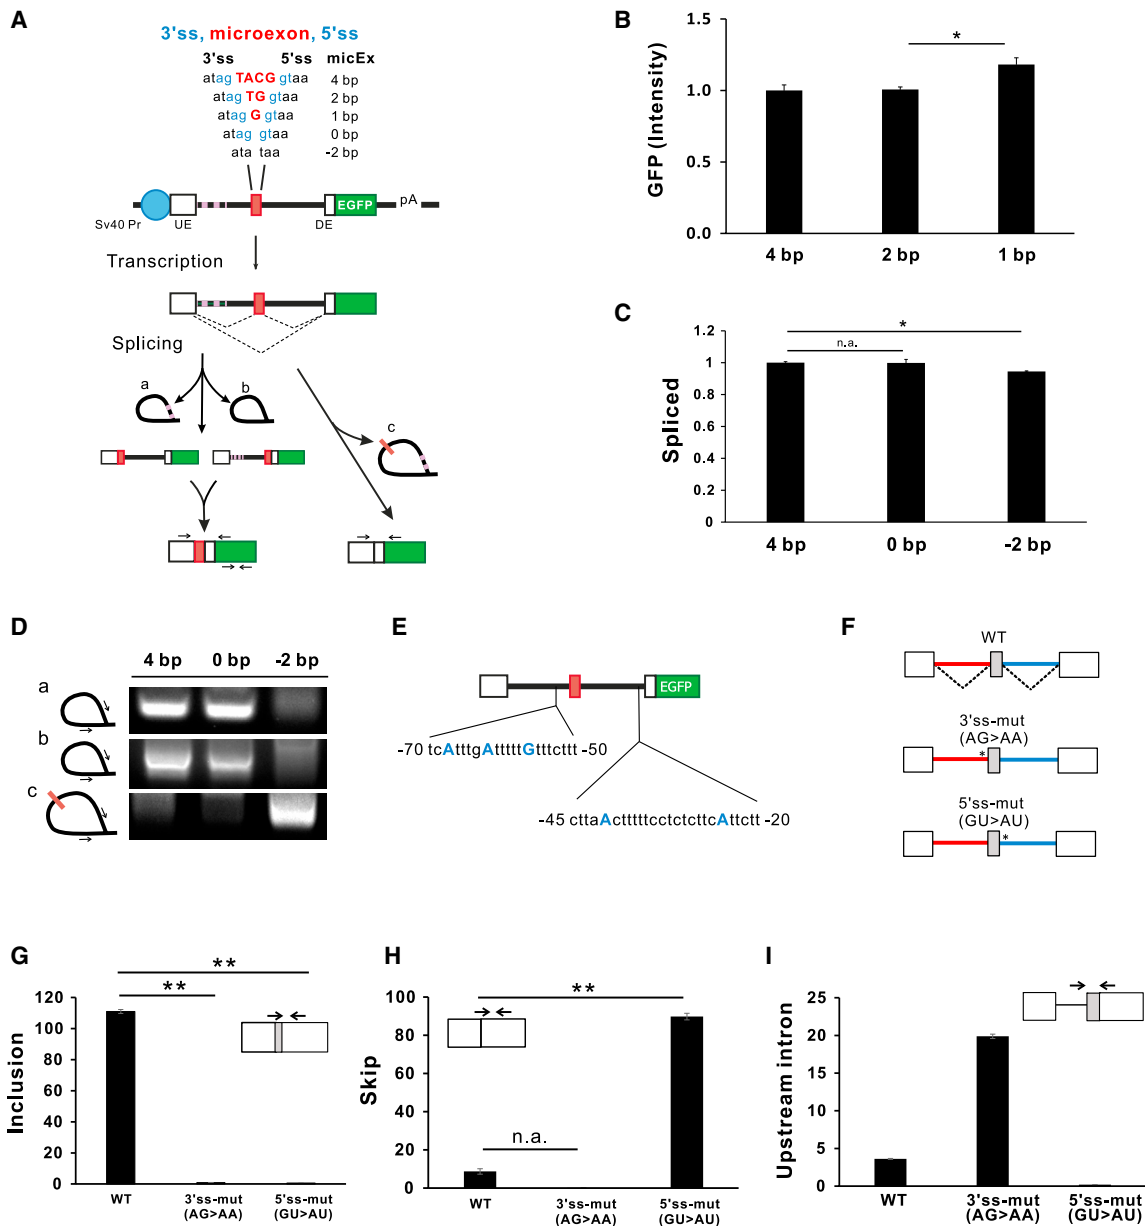 A
3'ss, microexon, 5'ss
3'ss 5'ss micEx
atag TACG gtaa 4 bp
atag TG gtaa 2 bp
atag G gtaa 1 bp
atag gtaa 0 bp
ata taa -2 bp
Sv40 Pr UE DE EGFP pA
Transcription
Splicing
a b
c
B
GFP (Intensity)
1.5
1.0
0.5
0.0
*
4 bp 2 bp 1 bp
C
Spliced
1.2
1
0.8
0.6
0.4
0.2
0
*
n.a.
4 bp 0 bp -2 bp
D
4 bp 0 bp -2 bp
a
b
c
E
EGFP
-70 tcAtttgAtttttGtttcttt -50
-45 cttaActttttcctctcttcAttctt -20
F
WT
3'ss-mut
(AG>AA)
*
5'ss-mut
(GU>AU)
*
G
Inclusion
120
100
80
60
40
20
0
**
**
WT 3'ss-mut 5'ss-mut
(AG>AA) (GU>AU)
H
Skip
100
80
60
40
20
0
**
n.a.
WT 3'ss-mut 5'ss-mut
(AG>AA) (GU>AU)
I
Upstream intron
25
20
15
10
5
0
WT 3'ss-mut 5'ss-mut
(AG>AA) (GU>AU)